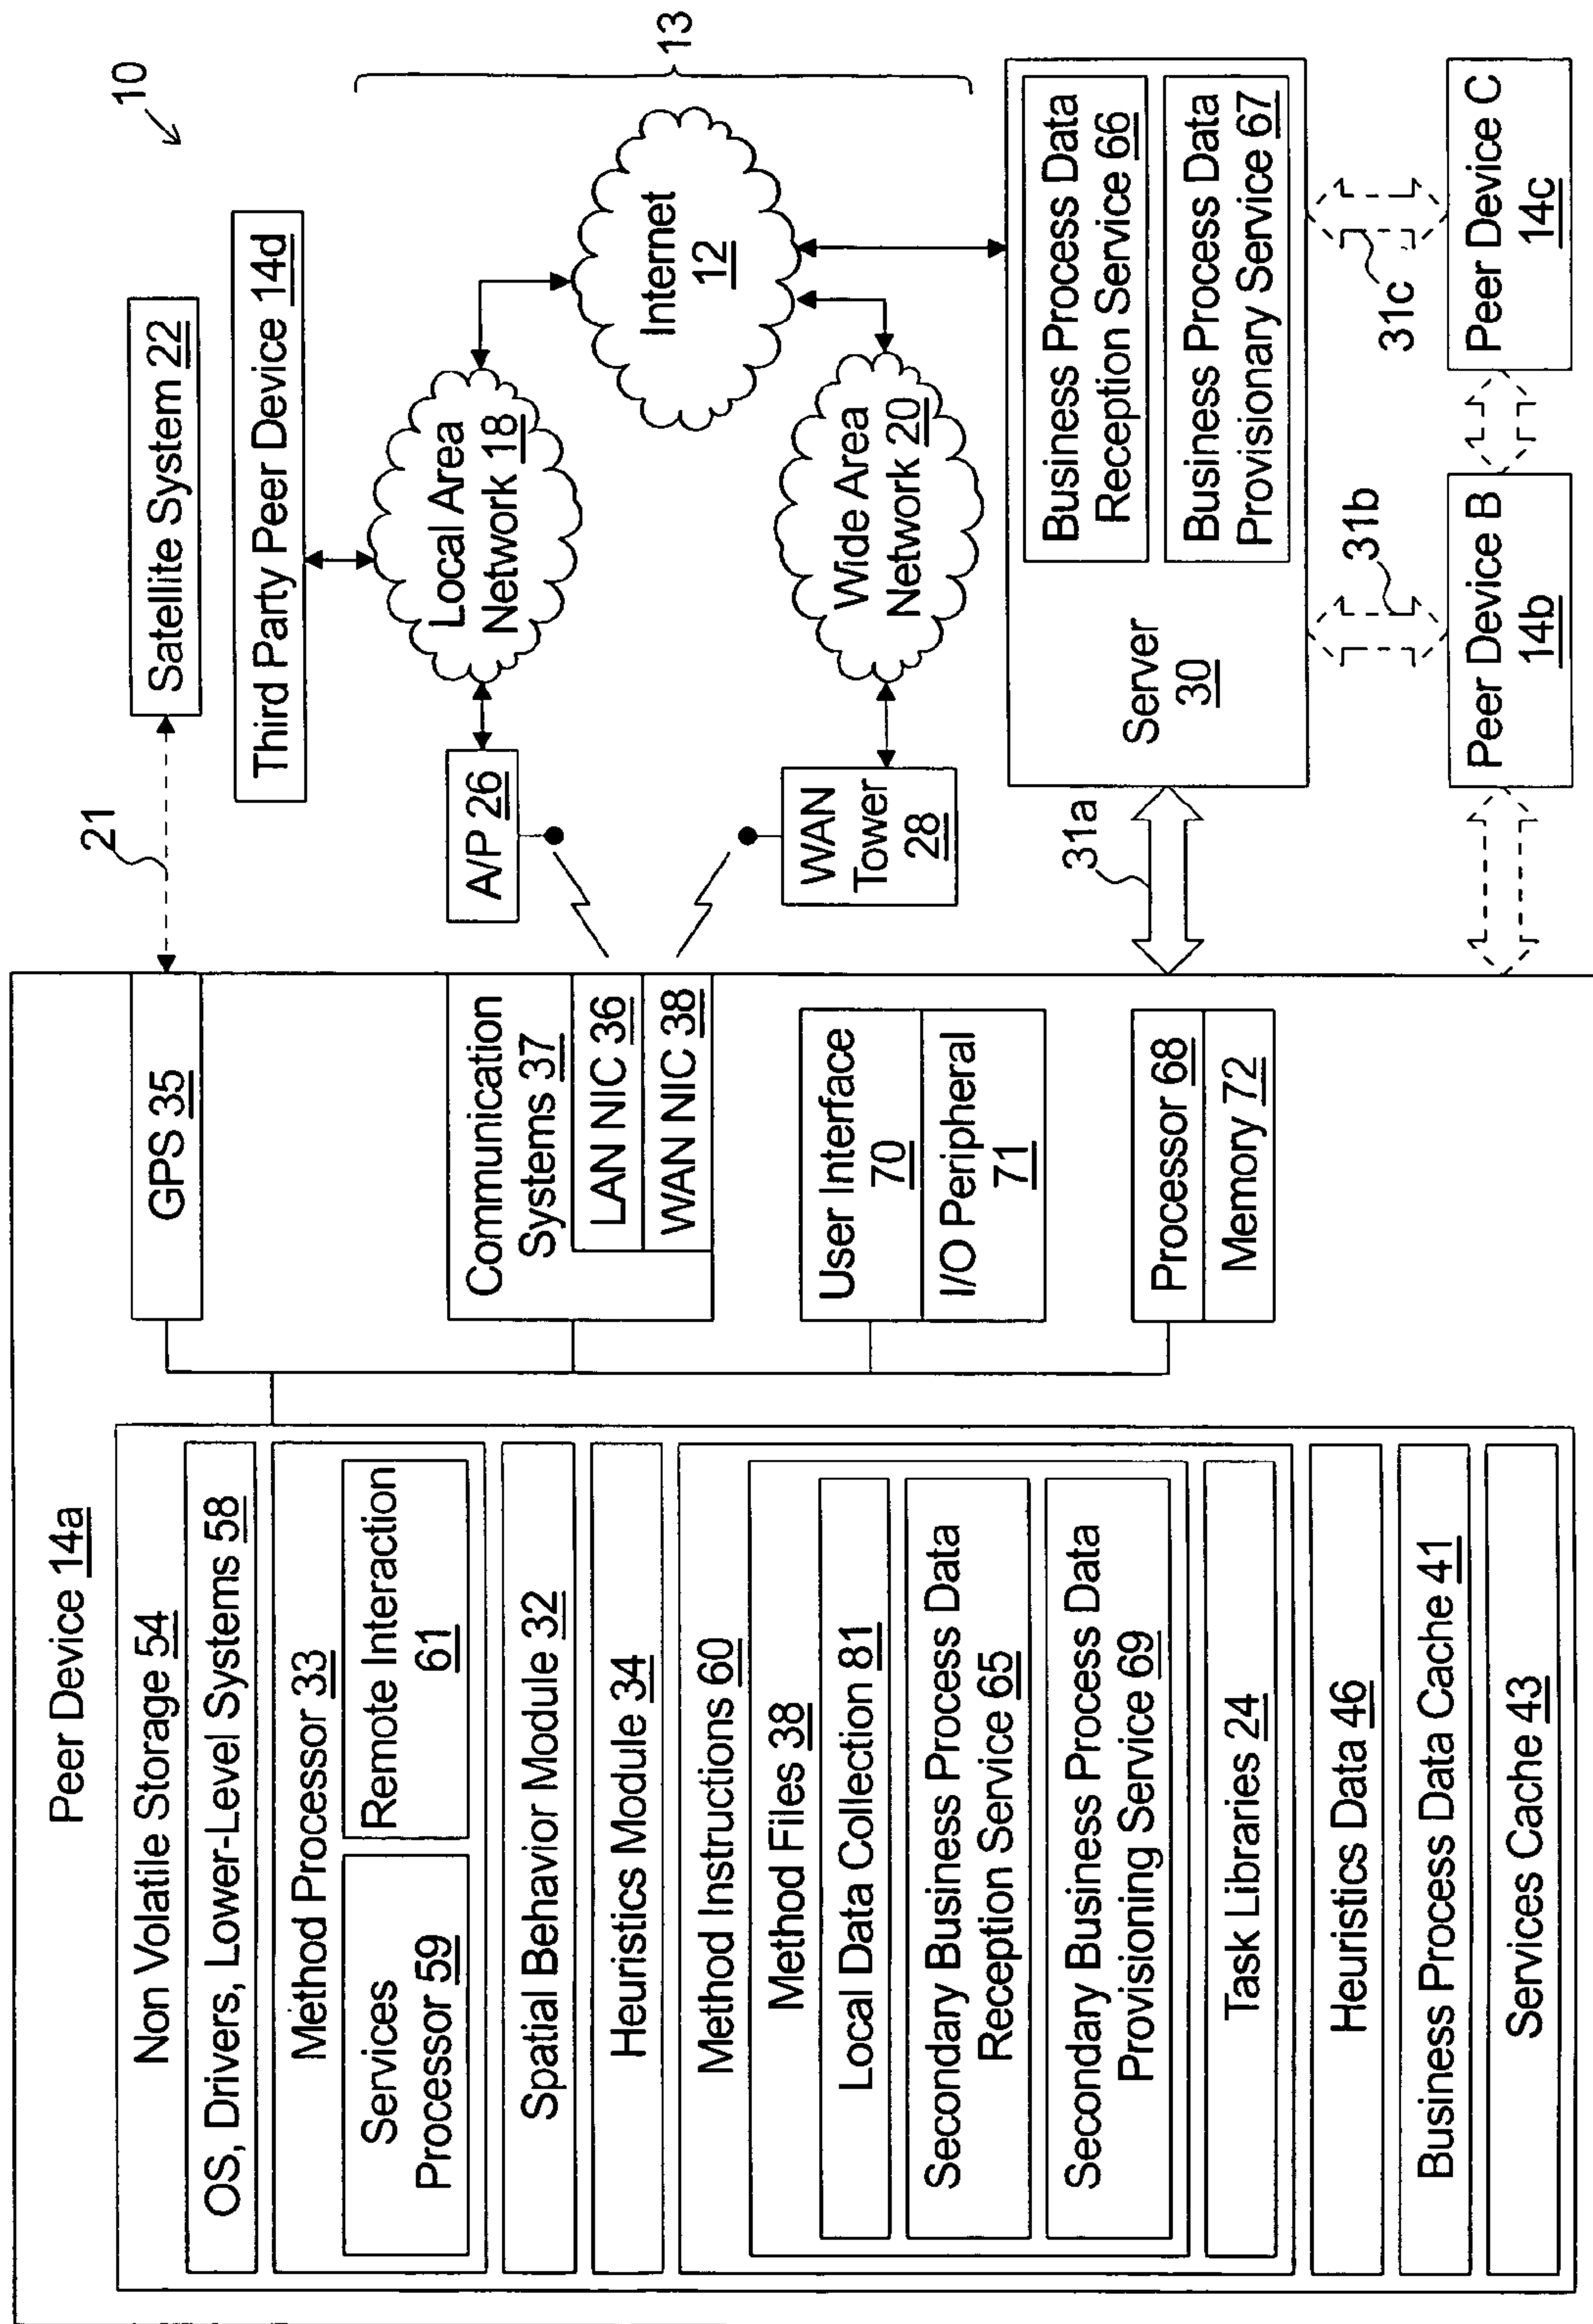 Peer Device 14a
Non Volatile Storage 54
OS, Drivers, Lower-Level Systems 58
Method Processor 33
Services
Processor 59
Remote Interaction
61
Spatial Behavior Module 32
Heuristics Module 34
Method Instructions 60
Method Files 38
Local Data Collection 81
Secondary Business Process Data
Reception Service 65
Secondary Business Process Data
Provisioning Service 69
Task Libraries 24
Heuristics Data 46
Business Process Data Cache 41
Services Cache 43
GPS 35
Communication
Systems 37
LAN NIC 36
WAN NIC 38
User Interface
70
I/O Peripheral
71
Processor 68
Memory 72
21
Satellite System 22
Third Party Peer Device 14d
10
A/P 26
Local Area
Network 18
Internet
12
13
WAN
Tower
28
Wide Area
Network 20
31a
Server
30
Business Process Data
Reception Service 66
Business Process Data
Provisionary Service 67
31b
31c
Peer Device B
14b
Peer Device C
14c